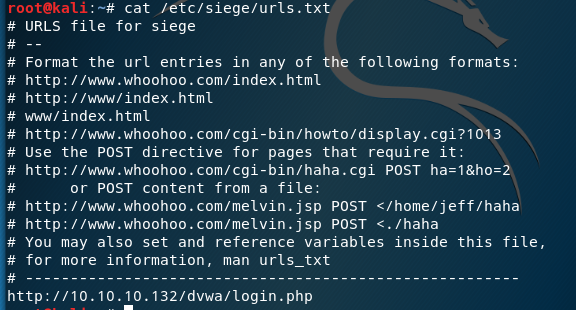 root@kali:~# cat /etc/siege/urls.txt
# URLS file for siege
# --
# Format the url entries in any of the following formats:
# http://www.whoohoo.com/index.html
# http://www/index.html
# www/index.html
# http://www.whoohoo.com/cgi-bin/howto/display.cgi?1013
# Use the POST directive for pages that require it:
# http://www.whoohoo.com/cgi-bin/haha.cgi POST ha=1&ho=2
#      or POST content from a file:
# http://www.whoohoo.com/melvin.jsp POST </home/jeff/haha
# http://www.whoohoo.com/melvin.jsp POST <./haha
# You may also set and reference variables inside this file,
# for more information, man urls_txt
# -------------------------------------------------------
http://10.10.10.132/dvwa/login.php